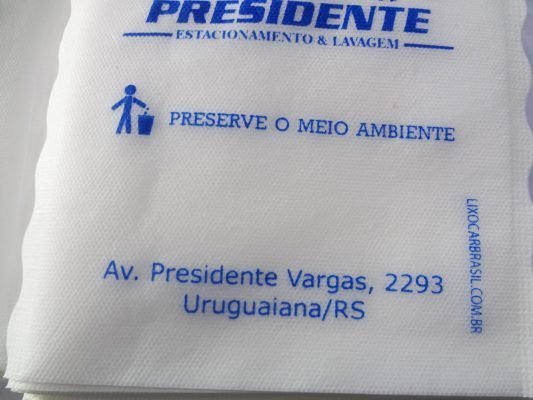 PRESIDENTE
ESTACIONAMENTO & LAVAGEM
PRESERVE O MEIO AMBIENTE
LIXOCARBRASIL.COM.BR
Av. Presidente Vargas, 2293
Uruguaiana/RS